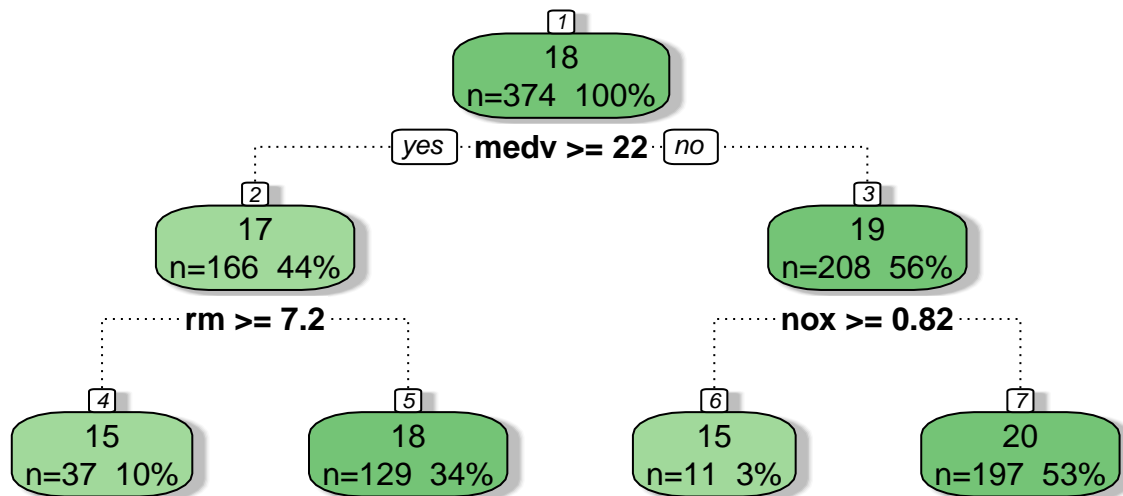 1
18
n=374 100%
yes medv >= 22 no
2
17
n=166 44%
3
19
n=208 56%
rm >= 7.2
nox >= 0.82
4
15
n=37 10%
5
18
n=129 34%
6
15
n=11 3%
7
20
n=197 53%